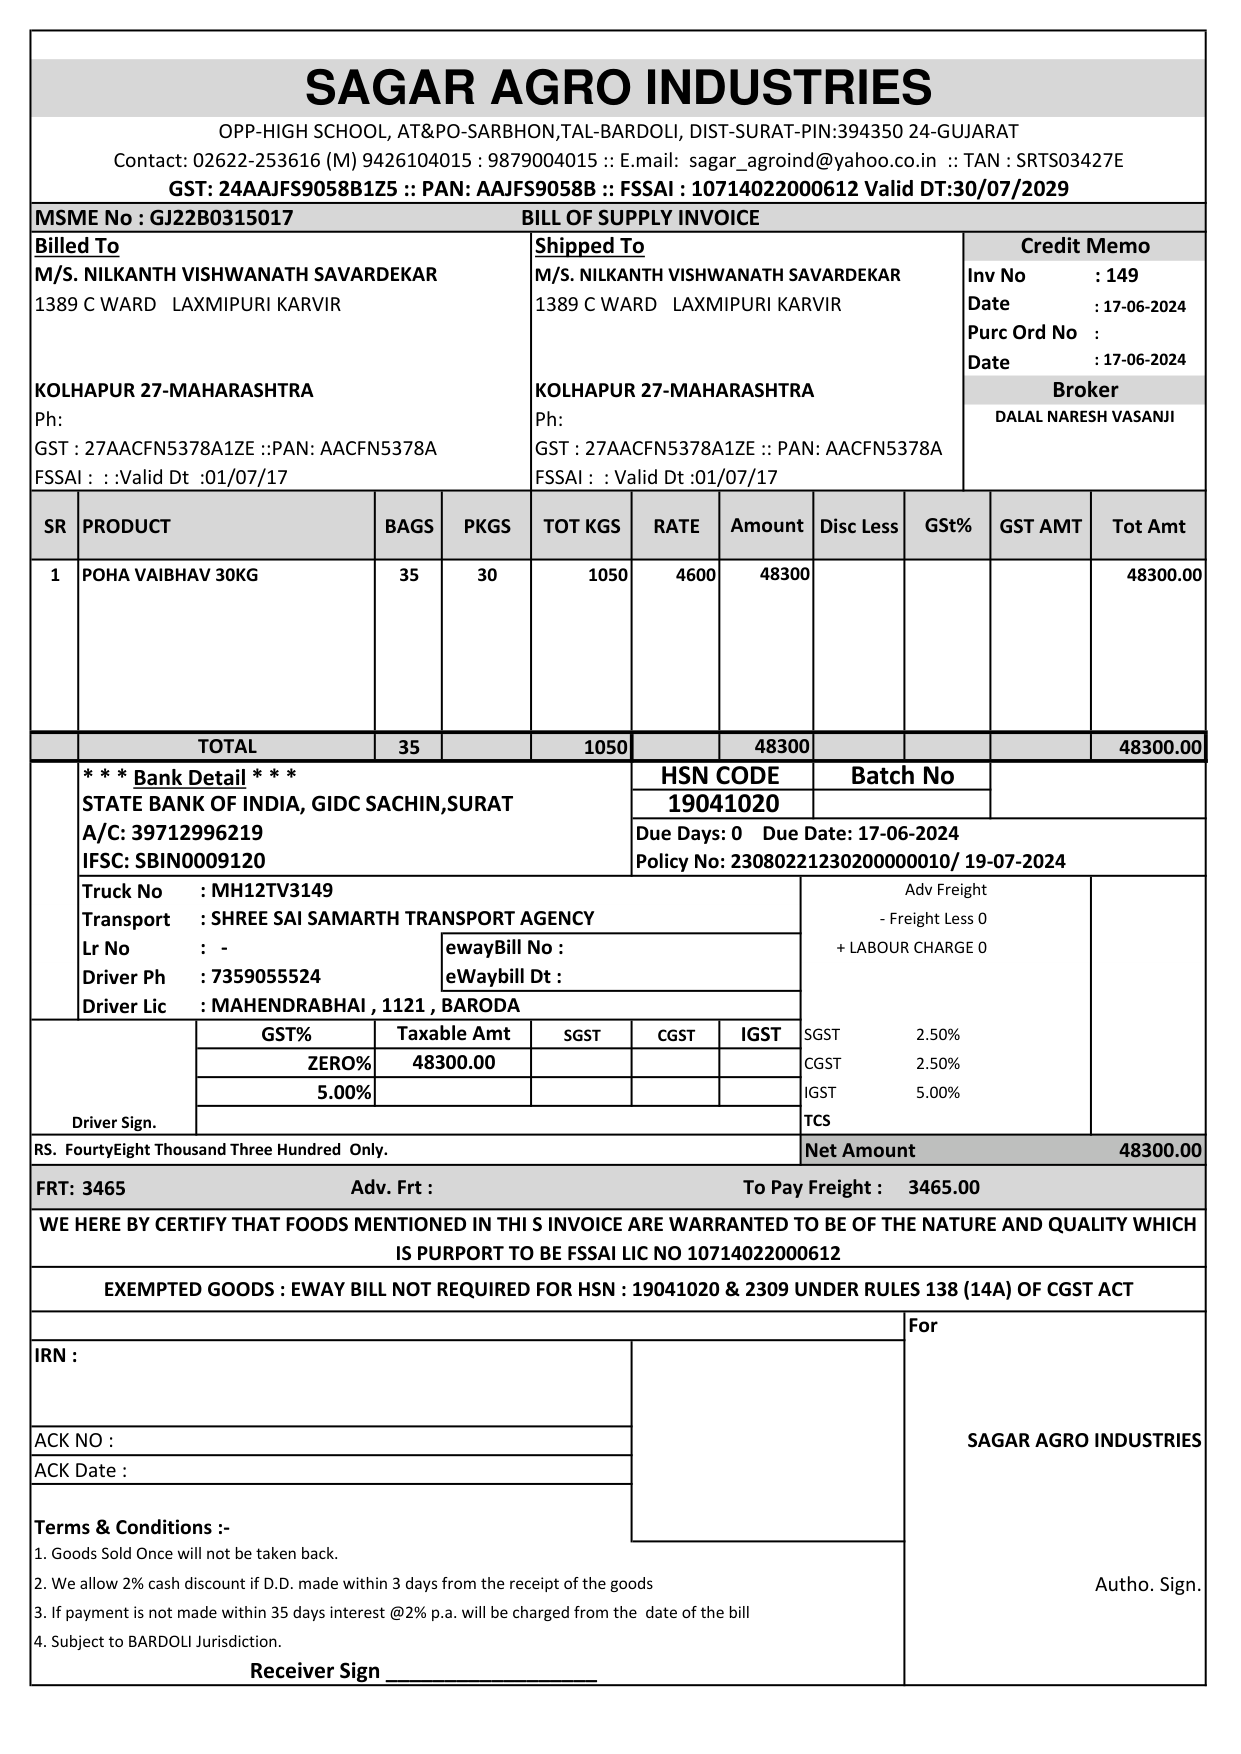 SAGAR AGRO INDUSTRIES
OPP-HIGH SCHOOL, AT&PO-SARBHON,TAL-BARDOLI, DIST-SURAT-PIN:394350 24-GUJARAT
Contact: 02622-253616 (M) 9426104015 : 9879004015 :: E.mail: sagar_agroind@yahoo.co.in :: TAN : SRTS03427E
GST: 24AAJFS9058B1Z5 :: PAN: AAJFS9058B :: FSSAI : 10714022000612 Valid DT:30/07/2029
MSME No : GJ22B0315017 BILL OF SUPPLY INVOICE
Billed To
M/S. NILKANTH VISHWANATH SAVARDEKAR
1389 C WARD LAXMIPURI KARVIR
KOLHAPUR 27-MAHARASHTRA
Ph:
GST : 27AACFN5378A1ZE ::PAN: AACFN5378A
FSSAI : : :Valid Dt :01/07/17
Shipped To
M/S. NILKANTH VISHWANATH SAVARDEKAR
1389 C WARD LAXMIPURI KARVIR
KOLHAPUR 27-MAHARASHTRA
Ph:
GST : 27AACFN5378A1ZE :: PAN: AACFN5378A
FSSAI : : Valid Dt :01/07/17
Credit Memo
Inv No : 149
Date : 17-06-2024
Purc Ord No :
Date : 17-06-2024
Broker
DALAL NARESH VASANJI
SR PRODUCT BAGS PKGS TOT KGS RATE Amount Disc Less GSt% GST AMT Tot Amt
1 POHA VAIBHAV 30KG 35 30 1050 4600 48300 48300.00
TOTAL 35 1050 48300 48300.00
* * * Bank Detail * * *
STATE BANK OF INDIA, GIDC SACHIN,SURAT
A/C: 39712996219
IFSC: SBIN0009120
HSN CODE Batch No
19041020
Due Days: 0 Due Date: 17-06-2024
Policy No: 23080221230200000010/ 19-07-2024
Truck No : MH12TV3149
Transport : SHREE SAI SAMARTH TRANSPORT AGENCY
Lr No : - ewayBill No :
Driver Ph : 7359055524 eWaybill Dt :
Driver Lic : MAHENDRABHAI , 1121 , BARODA
Adv Freight
- Freight Less 0
+ LABOUR CHARGE 0
GST% Taxable Amt SGST CGST IGST
ZERO% 48300.00
5.00%
Driver Sign.
SGST 2.50%
CGST 2.50%
IGST 5.00%
TCS
RS. FourtyEight Thousand Three Hundred Only.
Net Amount 48300.00
FRT: 3465 Adv. Frt : To Pay Freight : 3465.00
WE HERE BY CERTIFY THAT FOODS MENTIONED IN THI S INVOICE ARE WARRANTED TO BE OF THE NATURE AND QUALITY WHICH
IS PURPORT TO BE FSSAI LIC NO 10714022000612
EXEMPTED GOODS : EWAY BILL NOT REQUIRED FOR HSN : 19041020 & 2309 UNDER RULES 138 (14A) OF CGST ACT
For
IRN :
ACK NO :
SAGAR AGRO INDUSTRIES
ACK Date :
Terms & Conditions :-
1. Goods Sold Once will not be taken back.
2. We allow 2% cash discount if D.D. made within 3 days from the receipt of the goods
Autho. Sign.
3. If payment is not made within 35 days interest @2% p.a. will be charged from the date of the bill
4. Subject to BARDOLI Jurisdiction.
Receiver Sign ___________________